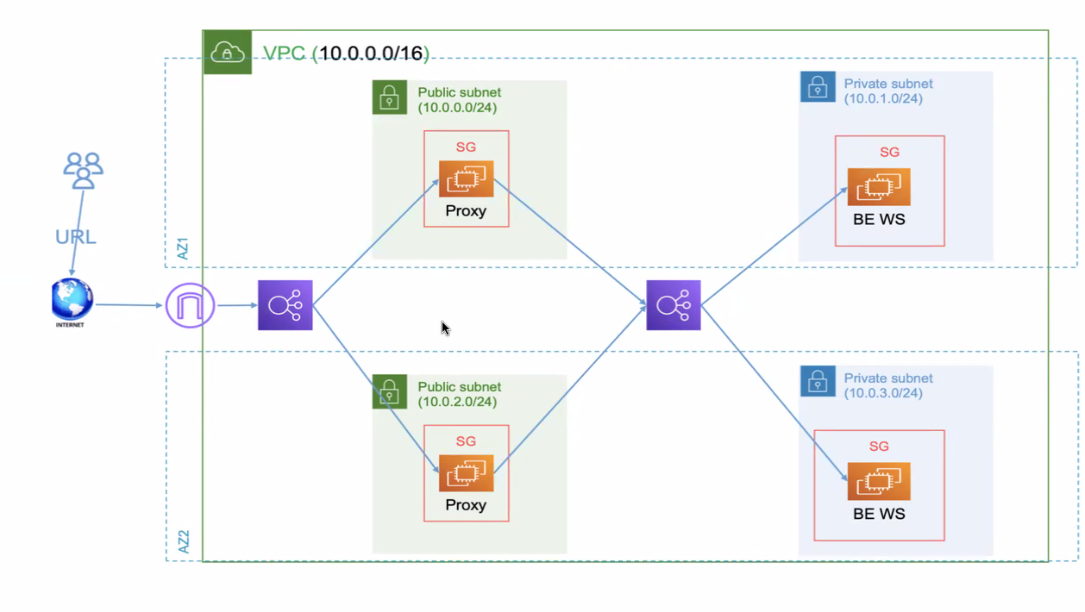 VPC (10.0.0.0/16)
Public subnet
(10.0.0.0/24)
SG
Proxy
Private subnet
(10.0.1.0/24)
SG
BE WS
AZ1
URL
INTERNET
Public subnet
(10.0.2.0/24)
SG
Proxy
Private subnet
(10.0.3.0/24)
SG
BE WS
AZ2